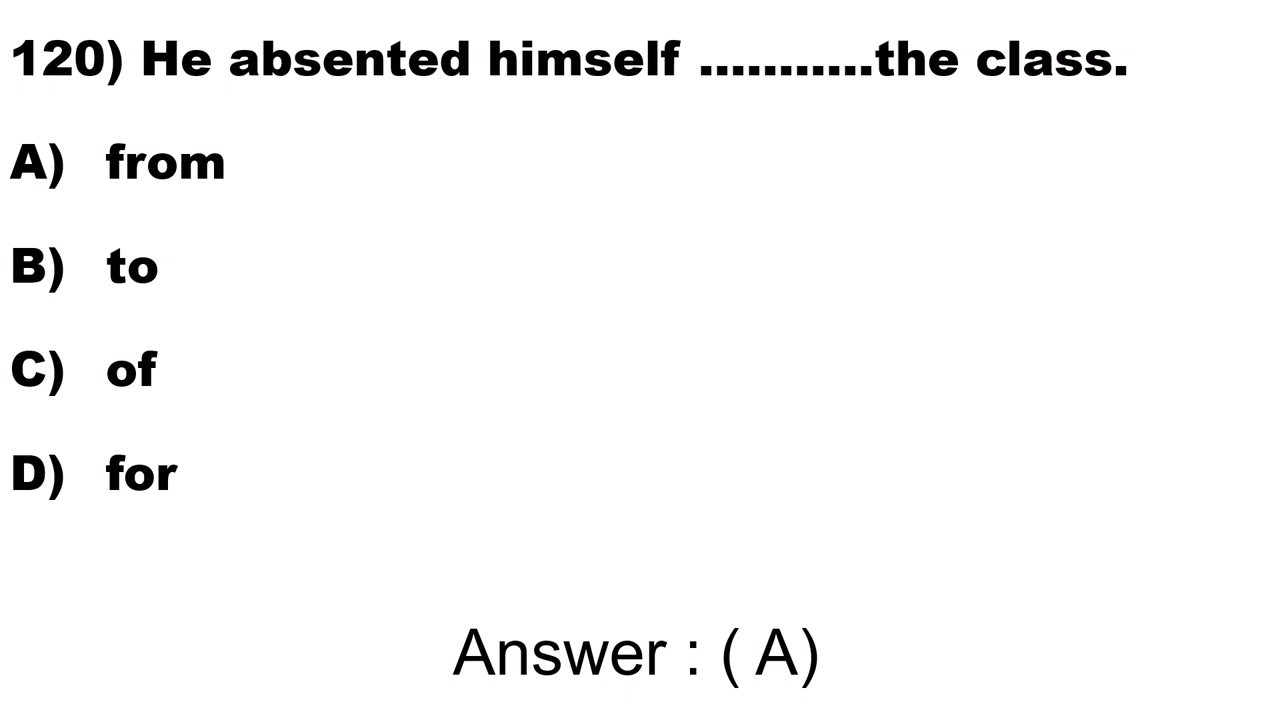 120) He absented himself ...........the class.
A) from
B) to
C) of
D) for
Answer : ( A)